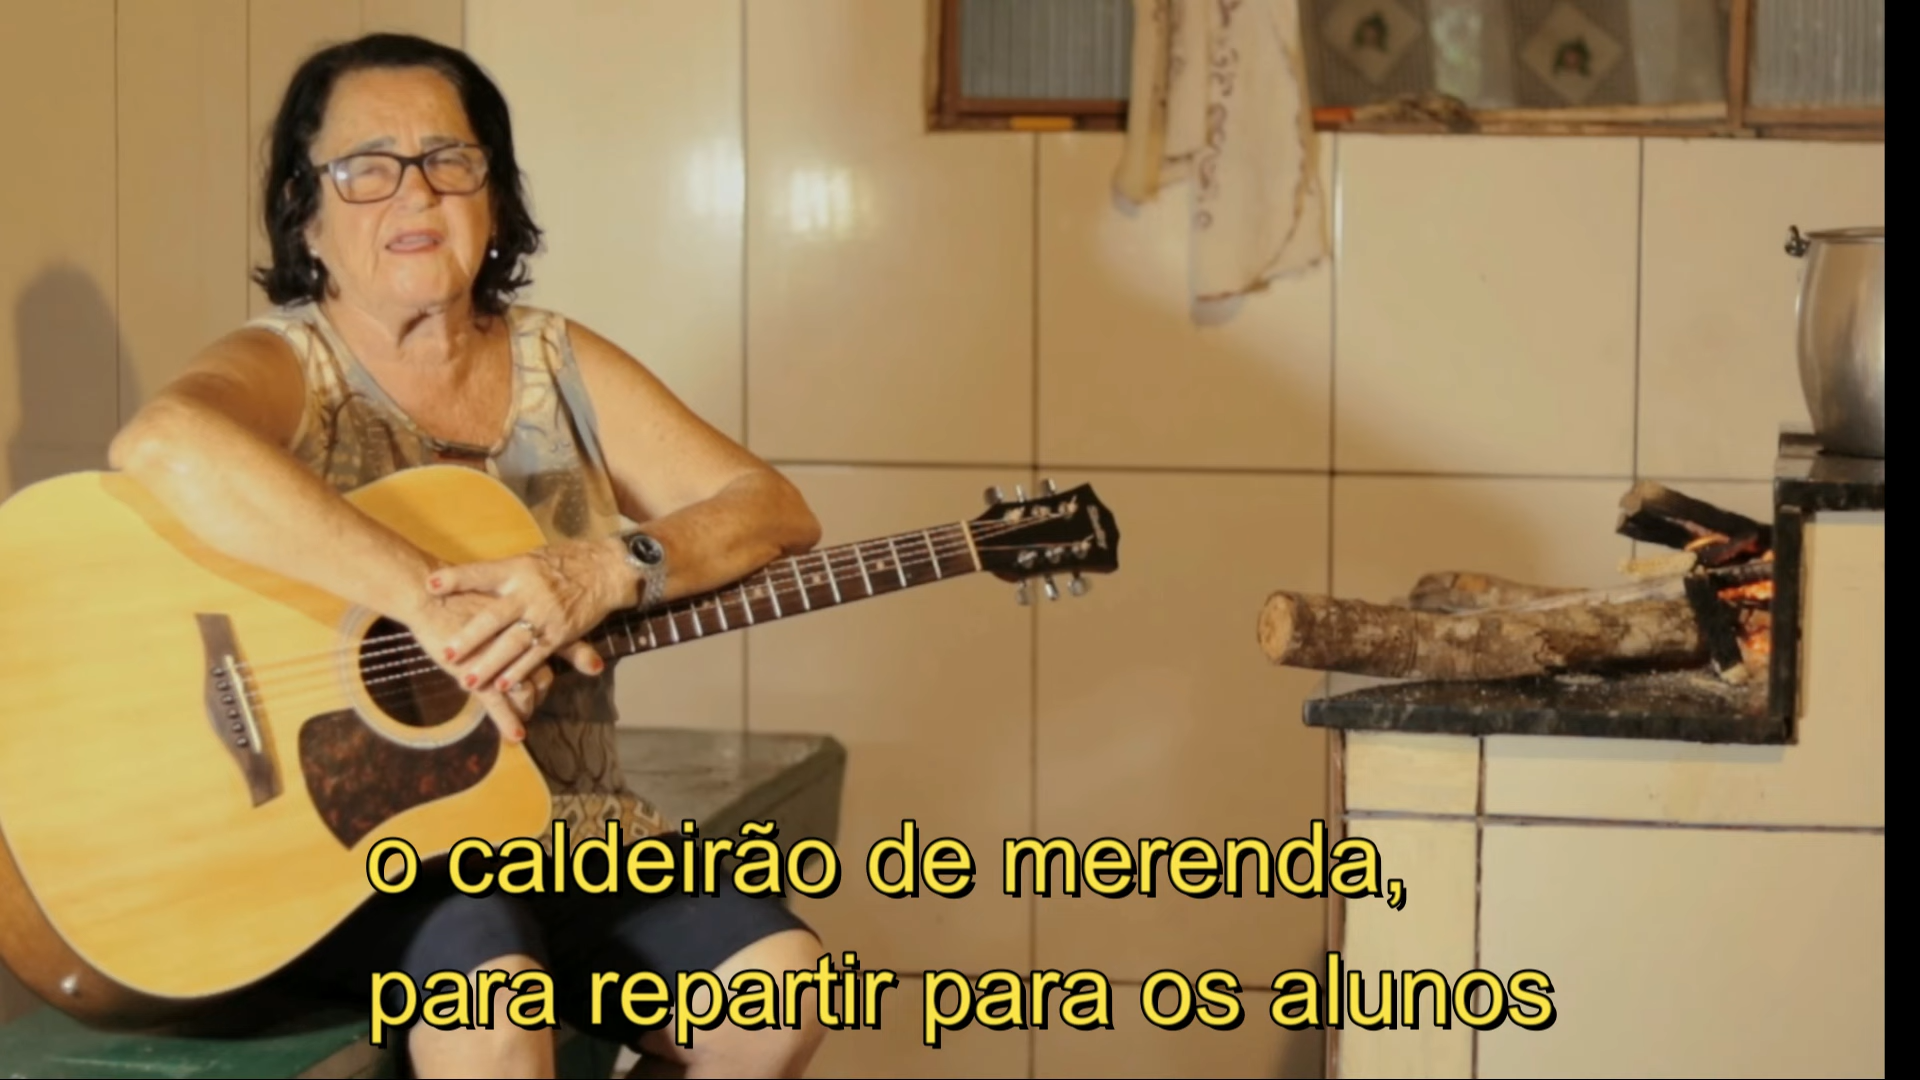 o caldeirão de merenda,
para repartir para os alunos